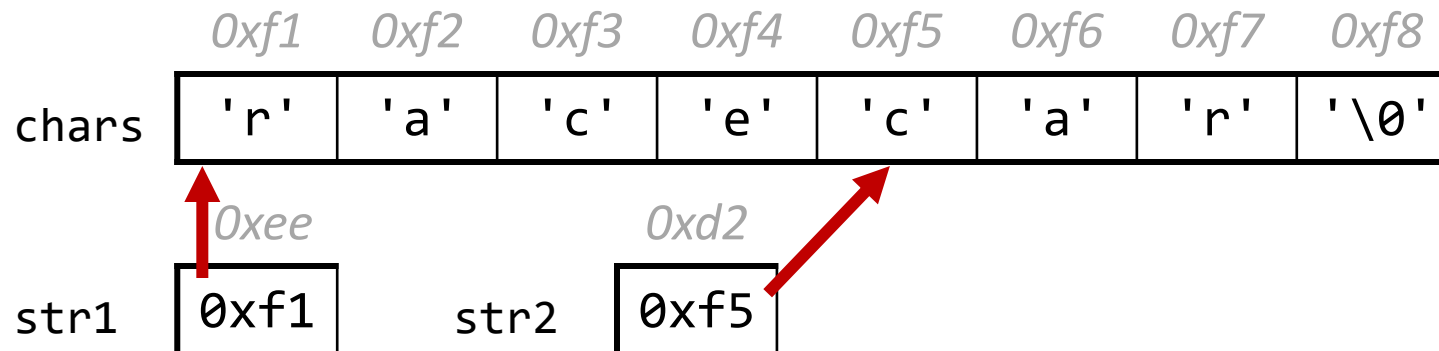 0xf1 0xf2 0xf3 0xf4 0xf5 0xf6 0xf7 0xf8
chars 'r' 'a' 'c' 'e' 'c' 'a' 'r' '\0'
0xee 0xd2
str1 0xf1 str2 0xf5